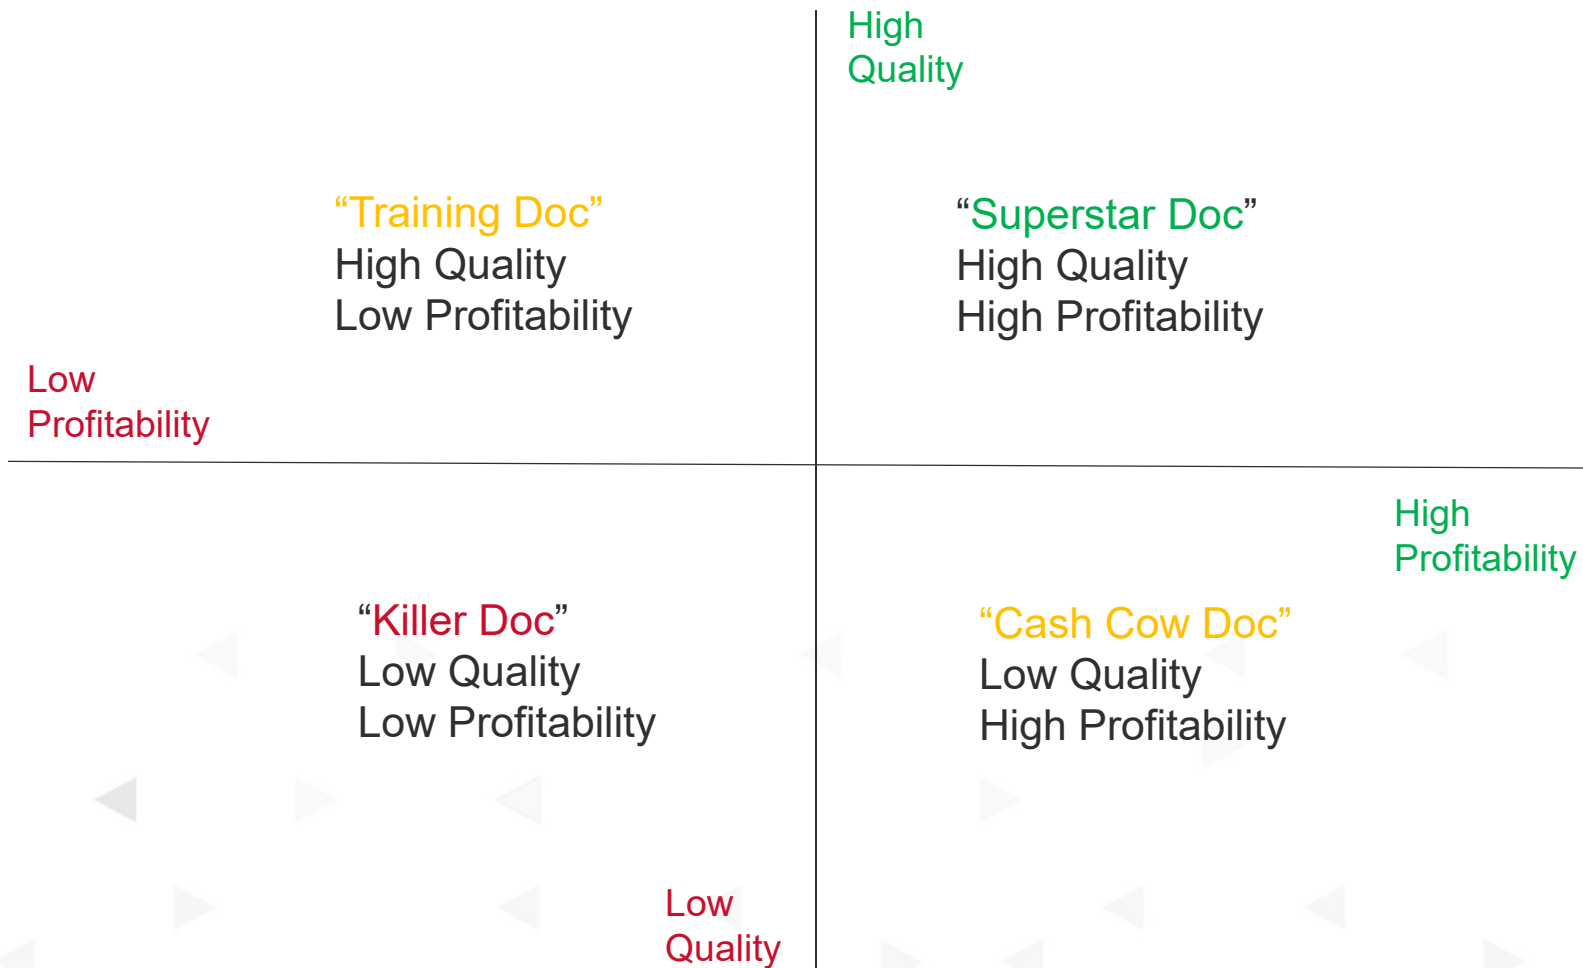 High
Quality
“Training Doc”
High Quality
Low Profitability
“Superstar Doc”
High Quality
High Profitability
Low
Profitability
High
Profitability
“Killer Doc”
Low Quality
Low Profitability
“Cash Cow Doc”
Low Quality
High Profitability
Low
Quality